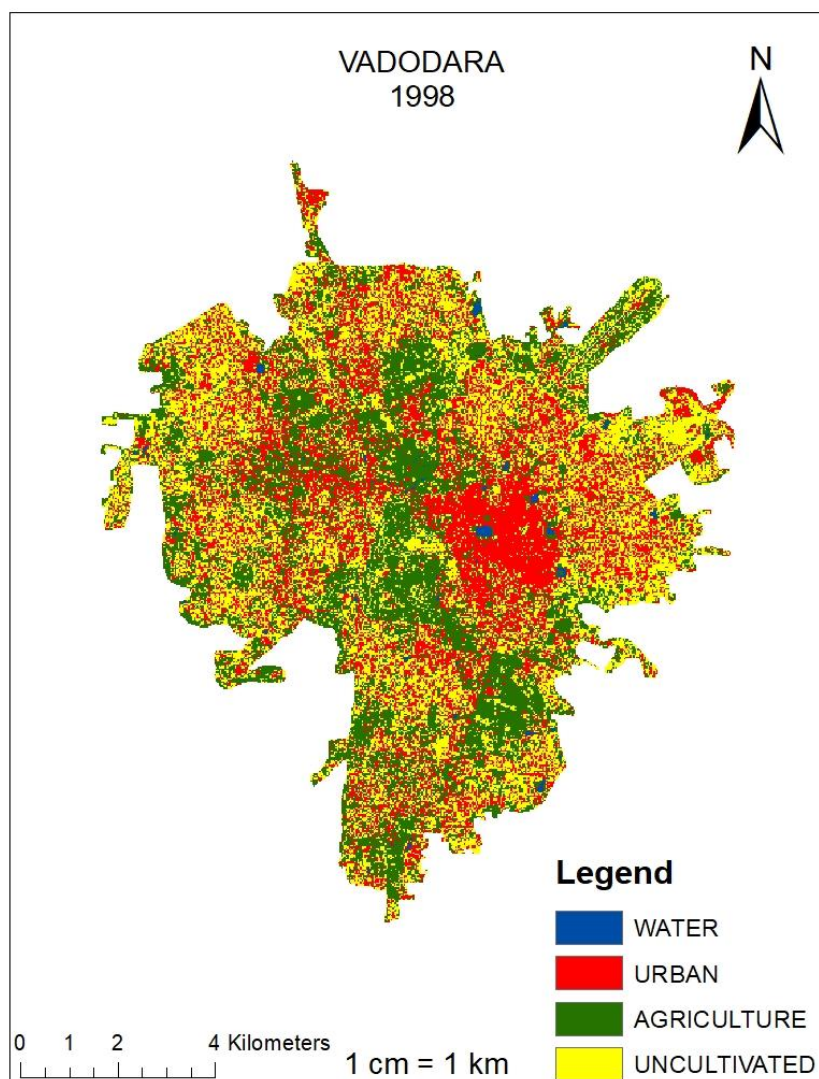 VADODARA
1998
N
Legend
WATER
URBAN
AGRICULTURE
UNCULTIVATED
0 1 2 4 Kilometers
1 cm = 1 km